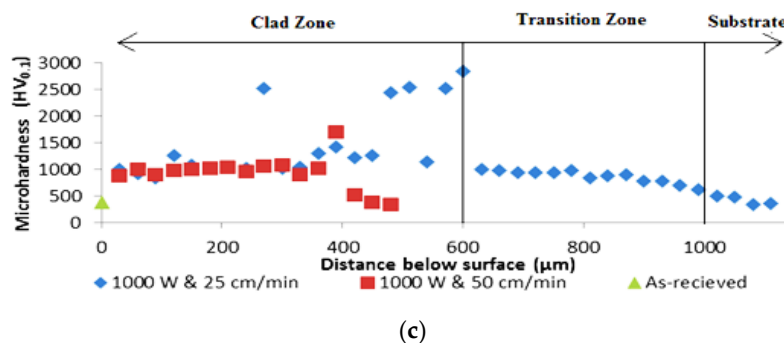 Clad Zone Transition Zone Substrate
3000
2500
2000
1500
1000
500
0
Microhardness (HV0.1)
0 200 400 600 800 1000
Distance below surface (μm)
1000 W & 25 cm/min 1000 W & 50 cm/min As-recieved
(c)